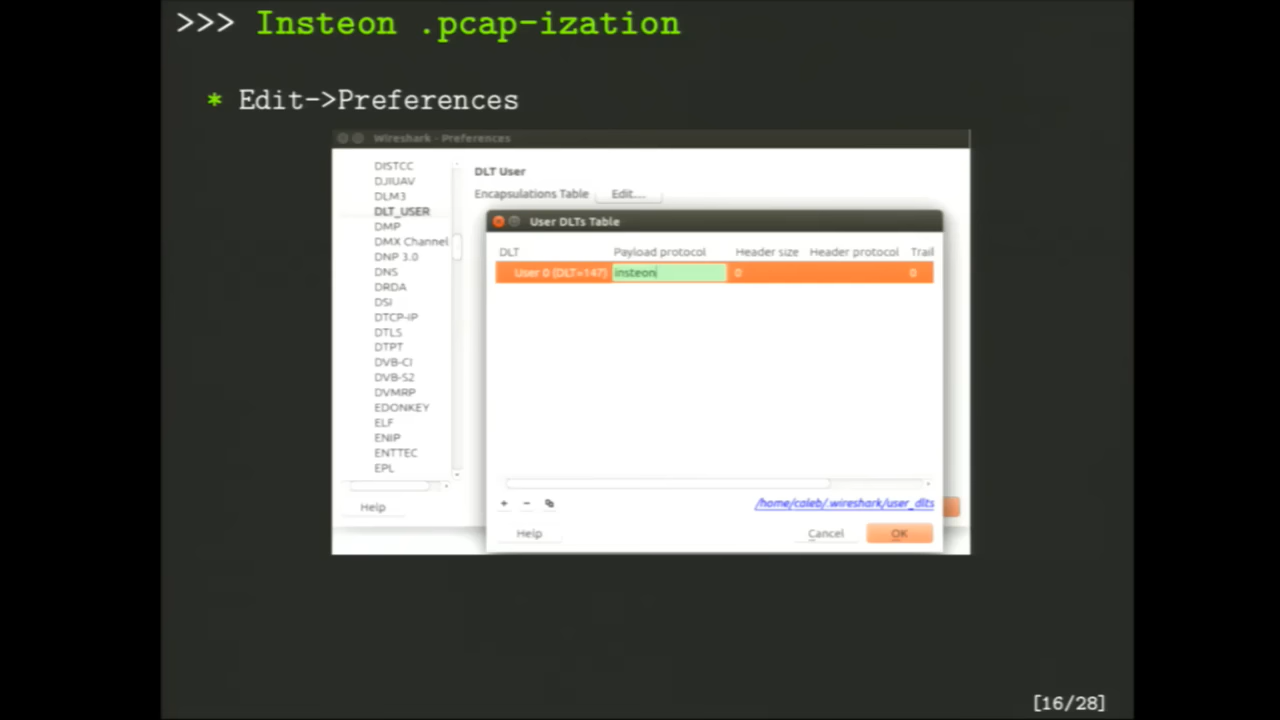 >>> Insteon .pcap-ization
* Edit->Preferences
Wireshark - Preferences
DISTCC
DJIUAV
DLM3
DLT_USER
DMP
DMX Channel
DNP 3.0
DNS
DRDA
DSI
DTCP-IP
DTLS
DTPT
DVB-CI
DVB-S2
DVMRP
EDONKEY
ELF
ENIP
ENTTEC
EPL
Help
DLT User
Encapsulations Table Edit...
User DLTs Table
DLT Payload protocol Header size Header protocol Trail
User 0 (DLT=147) insteon 0 0
+ -
/home/caleb/.wireshark/user_dlts
Help Cancel OK
[16/28]